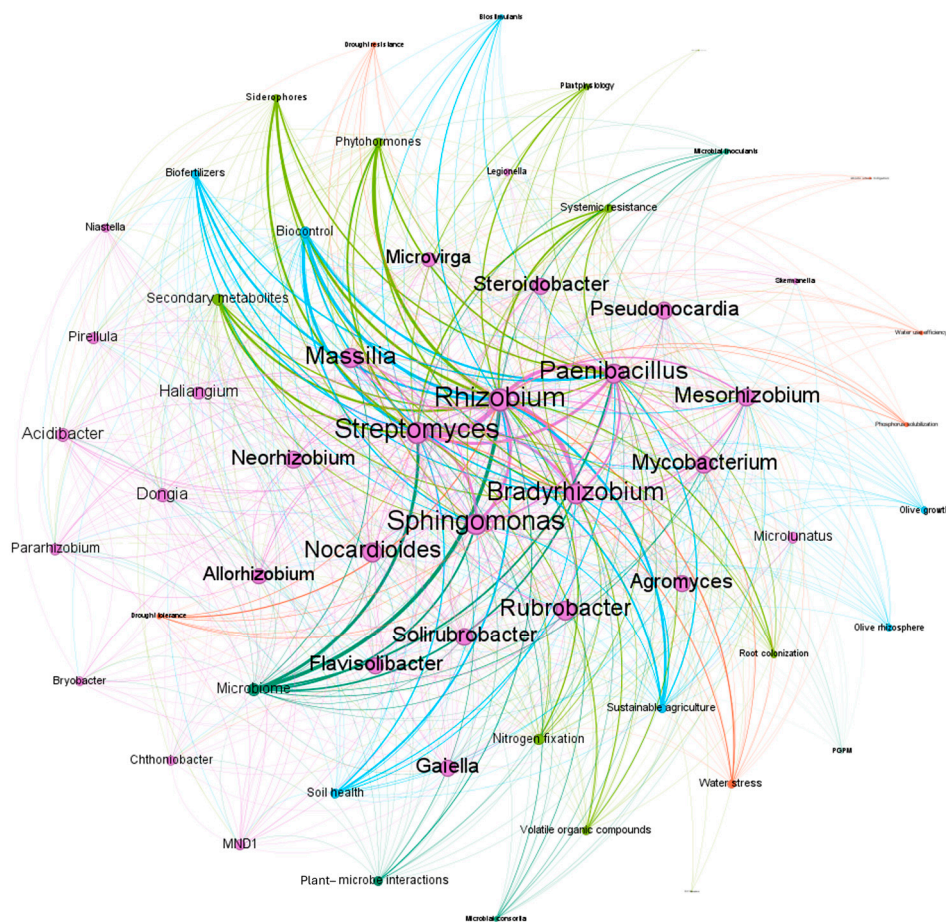 Biostimulants
Drought resistance
Plant physiology
Siderophores
Phytohormones
Microbial inoculants
Legionella
Biofertilizers
Systemic resistance
Niastella
Biocontrol
Microvirga
Steroidobacter
Skermanella
Secondary metabolites
Pseudonocardia
Water use efficiency
Pirellula
Massilia
Paenibacillus
Haliangium
Rhizobium
Mesorhizobium
Phosphorus solubilization
Acidibacter
Streptomyces
Neorhizobium
Mycobacterium
Dongia
Bradyrhizobium
Olive growth
Sphingomonas
Microlunatus
Pararhizobium
Nocardioides
Allorhizobium
Agromyces
Rubrobacter
Drought tolerance
Olive rhizosphere
Solirubrobacter
Flavisolibacter
Root colonization
Bryobacter
Microbiome
Sustainable agriculture
Nitrogen fixation
PGPM
Chthoniobacter
Gaiella
Water stress
Soil health
Volatile organic compounds
MND1
Plant–microbe interactions
Microbial consortia